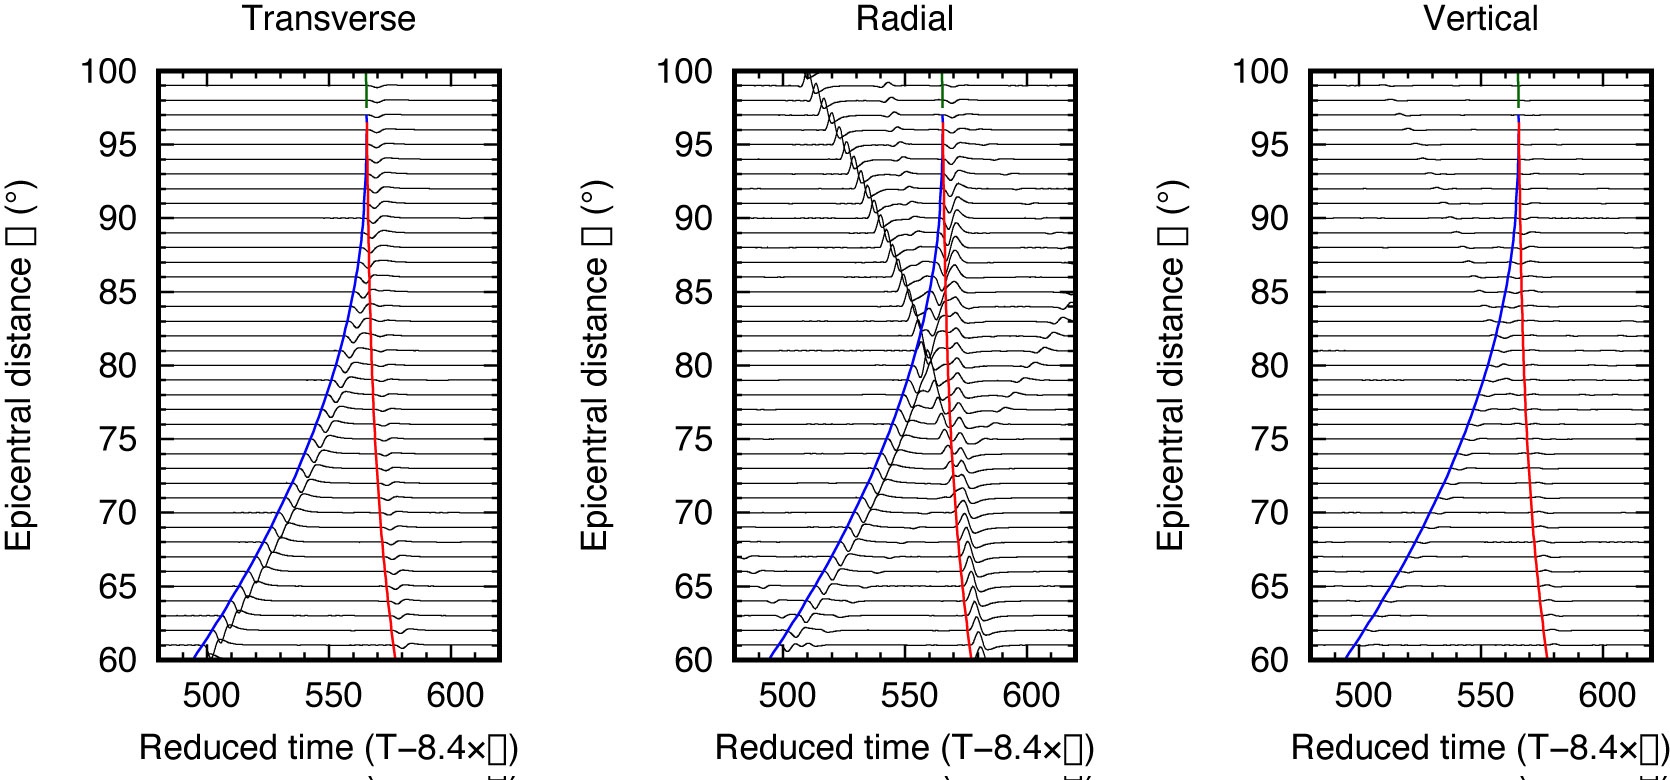 Transverse Radial Vertical
100 100 100
95 95 95
90 90 90
85 85 85
80 80 80
75 75 75
70 70 70
65 65 65
60 60 60
Epicentral distance ▯ (°)
Epicentral distance ▯ (°)
Epicentral distance ▯ (°)
500 550 600 500 550 600 500 550 600
Reduced time (T−8.4×▯) Reduced time (T−8.4×▯) Reduced time (T−8.4×▯)